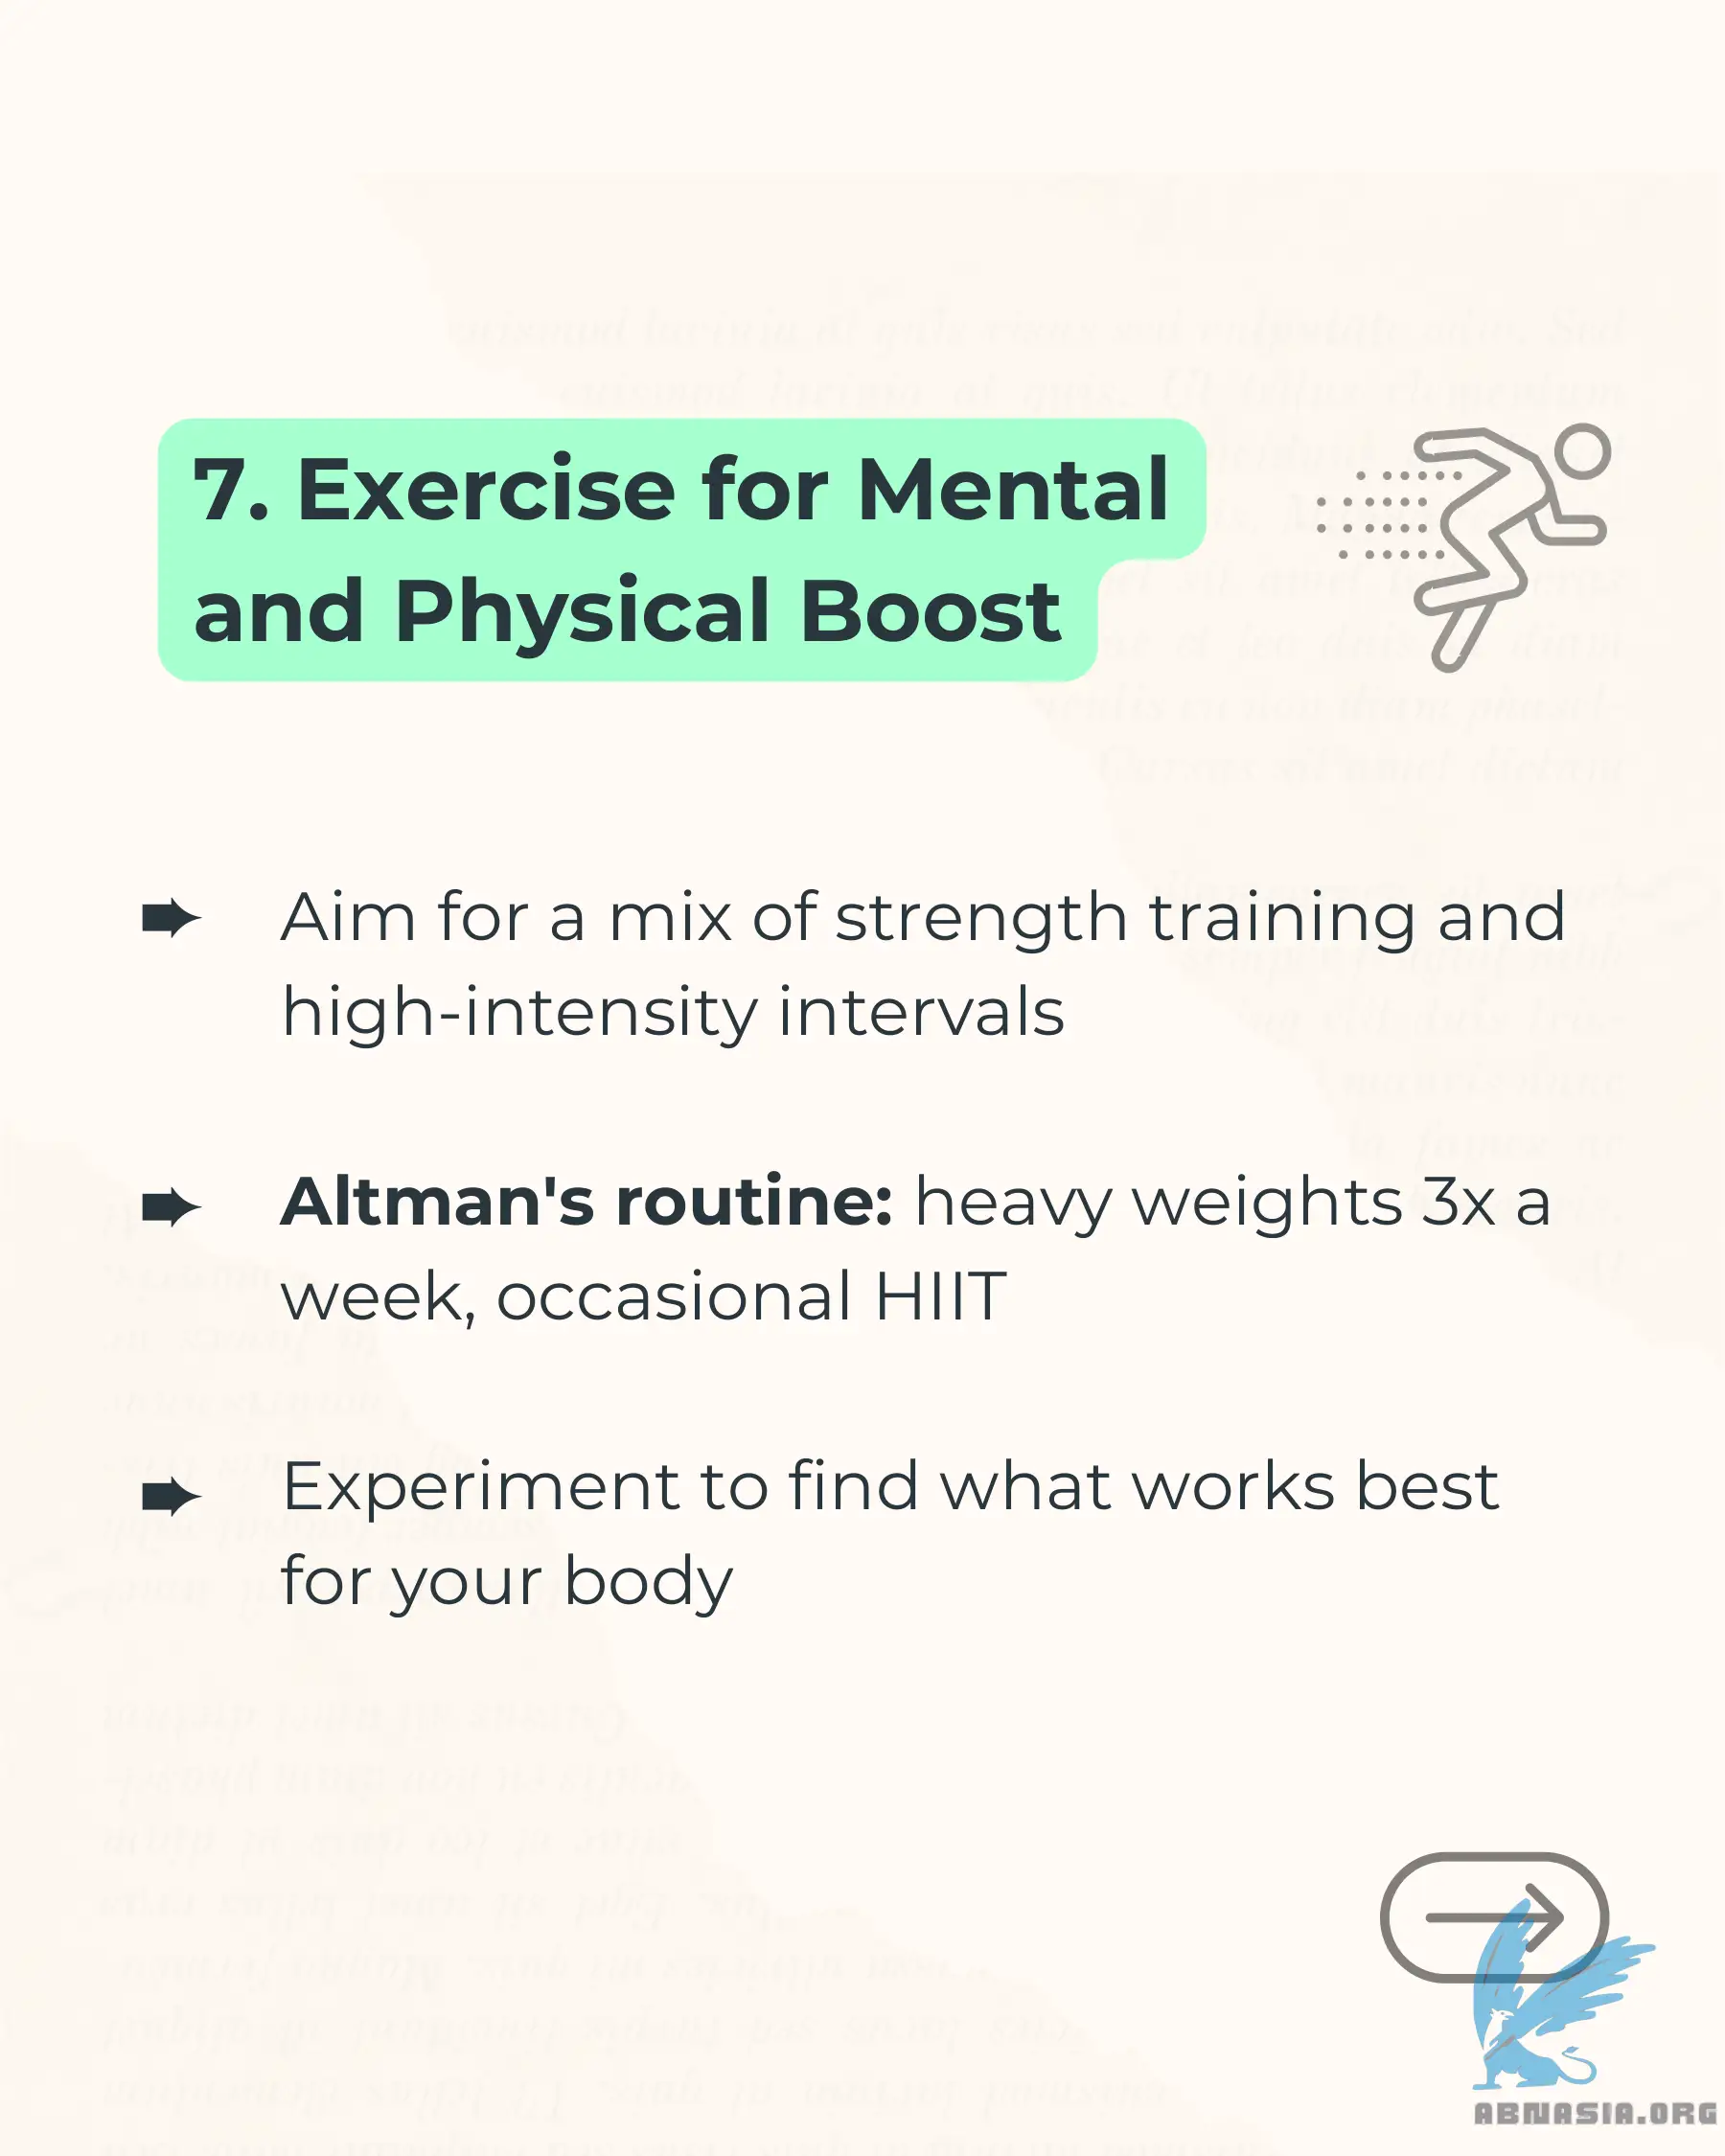 7. Exercise for Mental
and Physical Boost
Aim for a mix of strength training and
high-intensity intervals
Altman's routine: heavy weights 3x a
week, occasional HIIT
Experiment to find what works best
for your body
ABNASIA.ORG